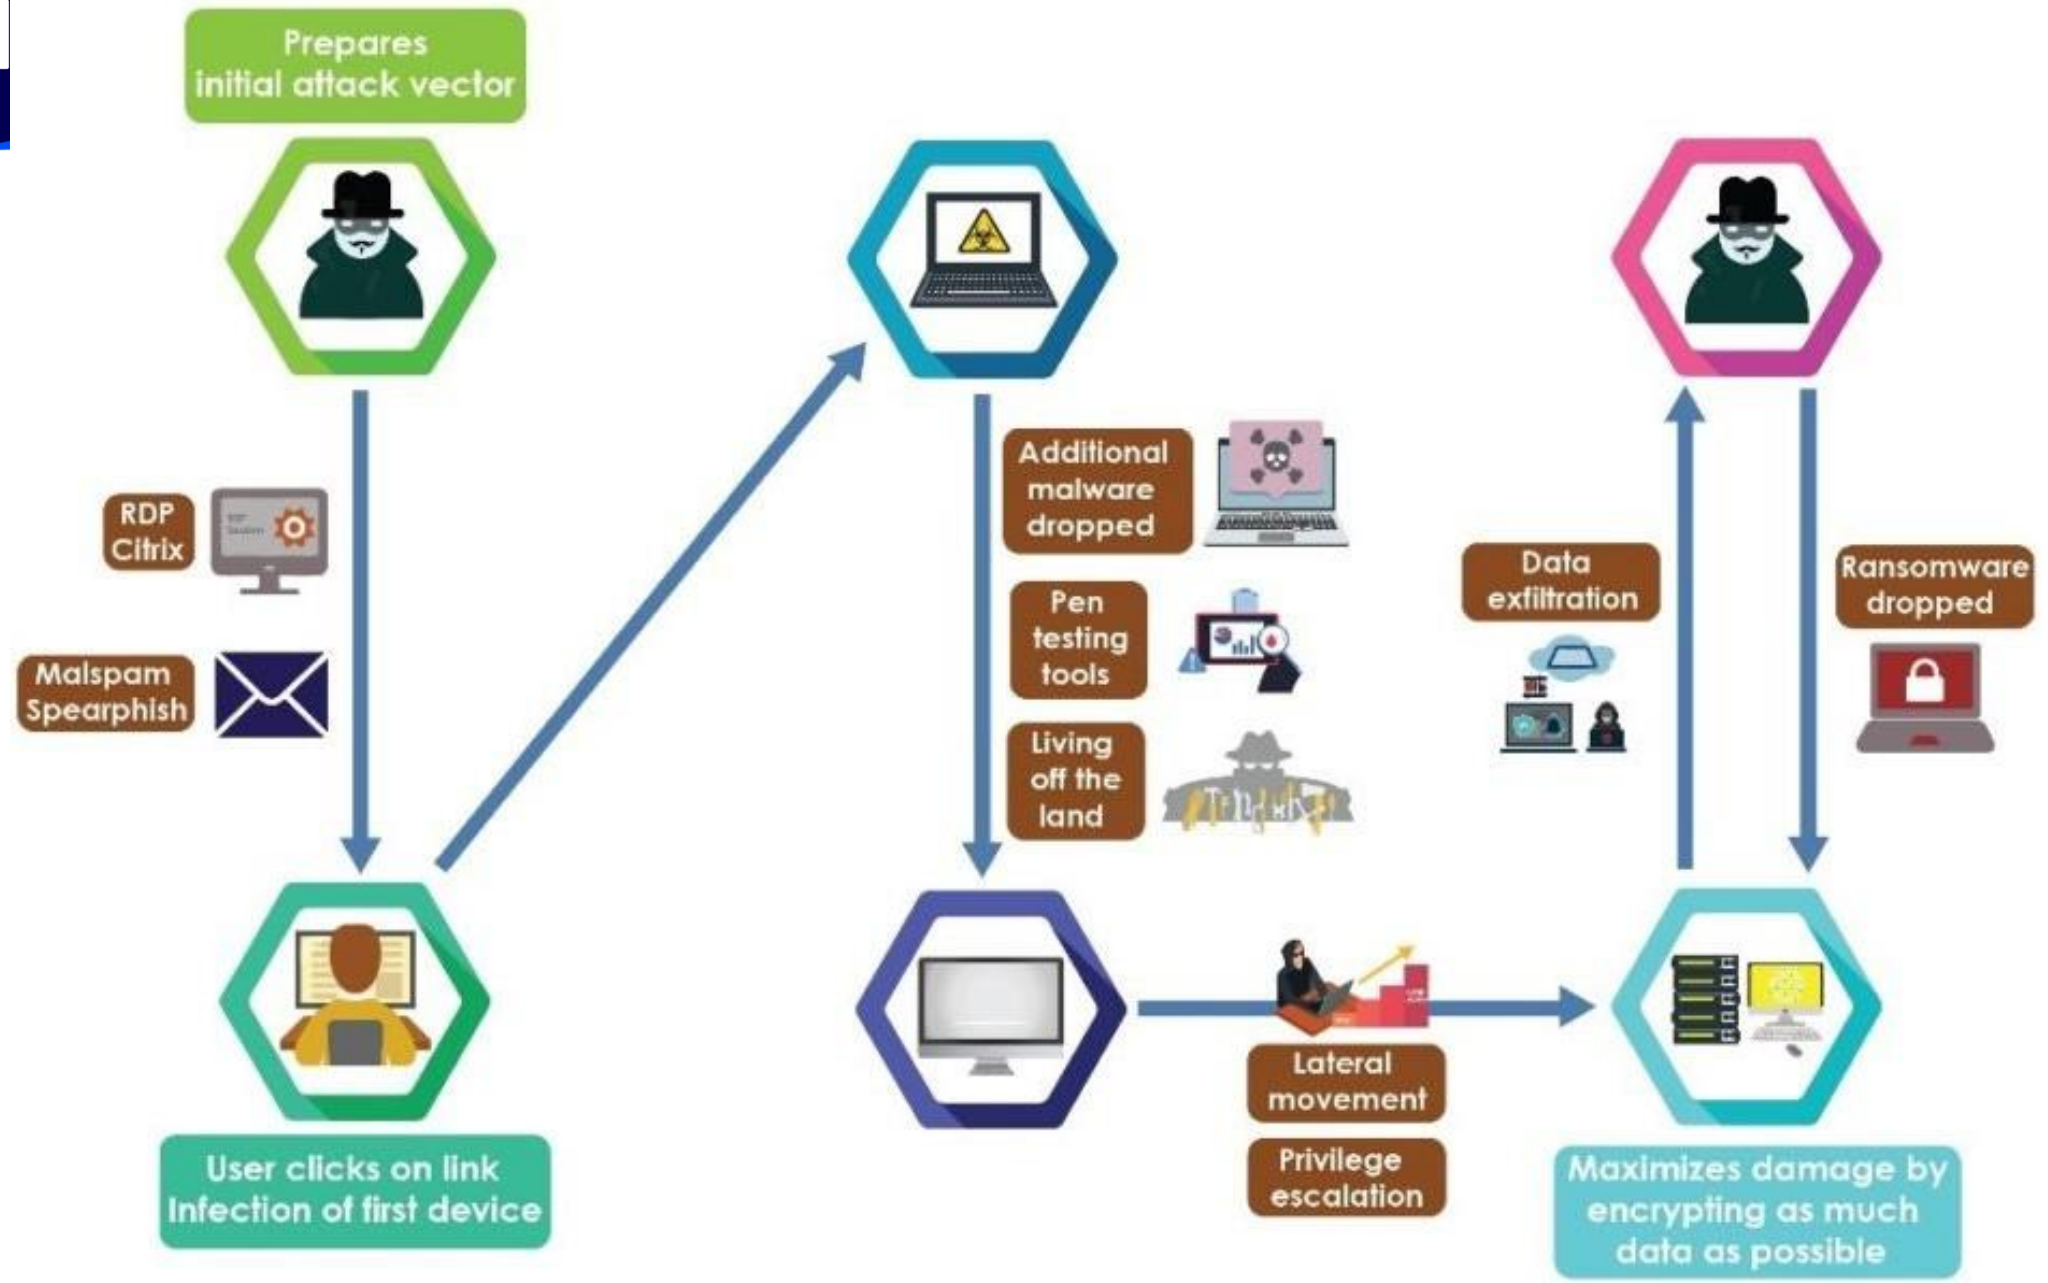 Prepares
initial attack vector
RDP
Citrix
Malspam
Spearphish
User clicks on link
Infection of first device
Additional
malware
dropped
Pen
testing
tools
Living
off the
land
Lateral
movement
Privilege
escalation
Data
exfiltration
Ransomware
dropped
Maximizes damage by
encrypting as much
data as possible